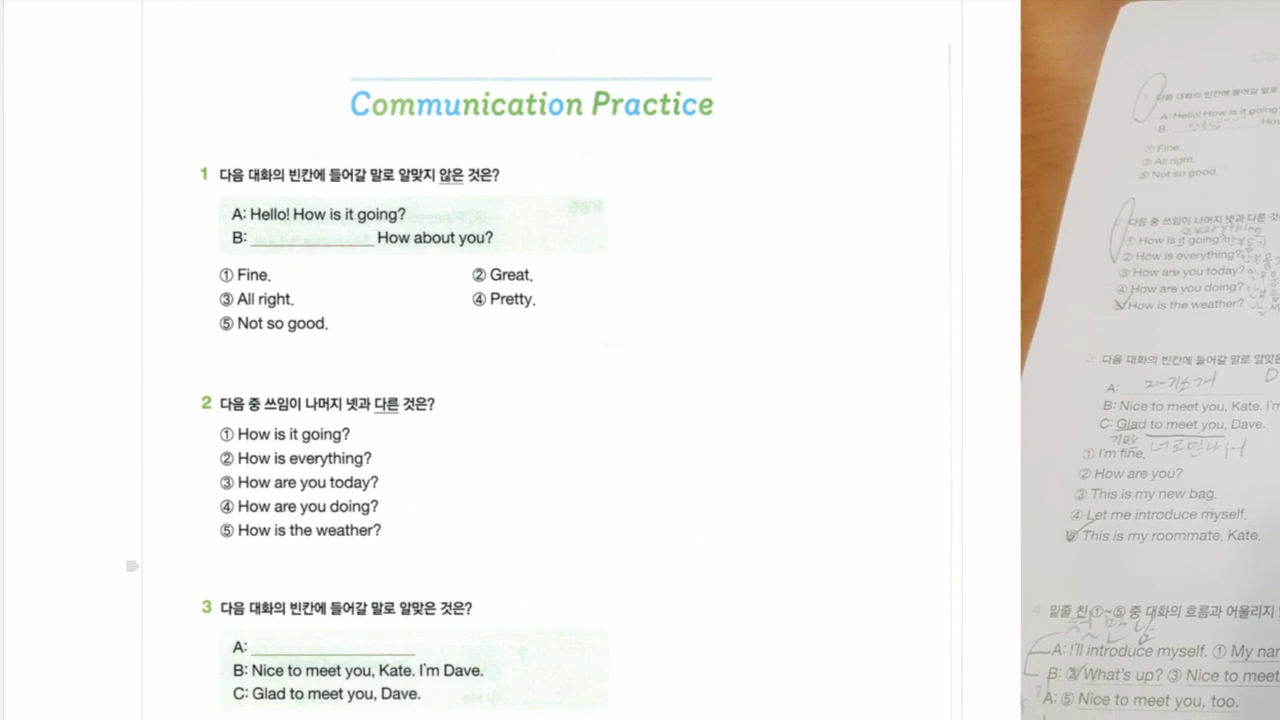 Communication Practice
1 다음 대화의 빈칸에 들어갈 말로 알맞지 않은 것은?
A: Hello! How is it going?
B: ____________ How about you?
① Fine.
② Great.
③ All right.
④ Pretty.
⑤ Not so good.
2 다음 중 쓰임이 나머지 넷과 다른 것은?
① How is it going?
② How is everything?
③ How are you today?
④ How are you doing?
⑤ How is the weather?
3 다음 대화의 빈칸에 들어갈 말로 알맞은 것은?
A: ____________
B: Nice to meet you, Kate. I'm Dave.
C: Glad to meet you, Dave.
다음 대화의 빈칸에 들어갈 말로
A: Hello! How is it going?
B:
① Fine.
③ All right.
⑤ Not so good.
다음 중 쓰임이 나머지 넷과 다른
① How is it going?
② How is everything?
③ How are you today?
④ How are you doing?
⑤ How is the weather?
3 다음 대화의 빈칸에 들어갈 말로 알맞은
A: 자기소개
B: Nice to meet you, Kate. I'm
C: Glad to meet you, Dave.
① I'm fine.
② How are you?
③ This is my new bag.
④ Let me introduce myself.
⑤ This is my roommate, Kate.
4 밑줄 친 ①~⑤ 중 대화의 흐름과 어울리지
A: I'll introduce myself. ① My
B: ② What's up? ③ Nice to meet
A: ⑤ Nice to meet you, too.